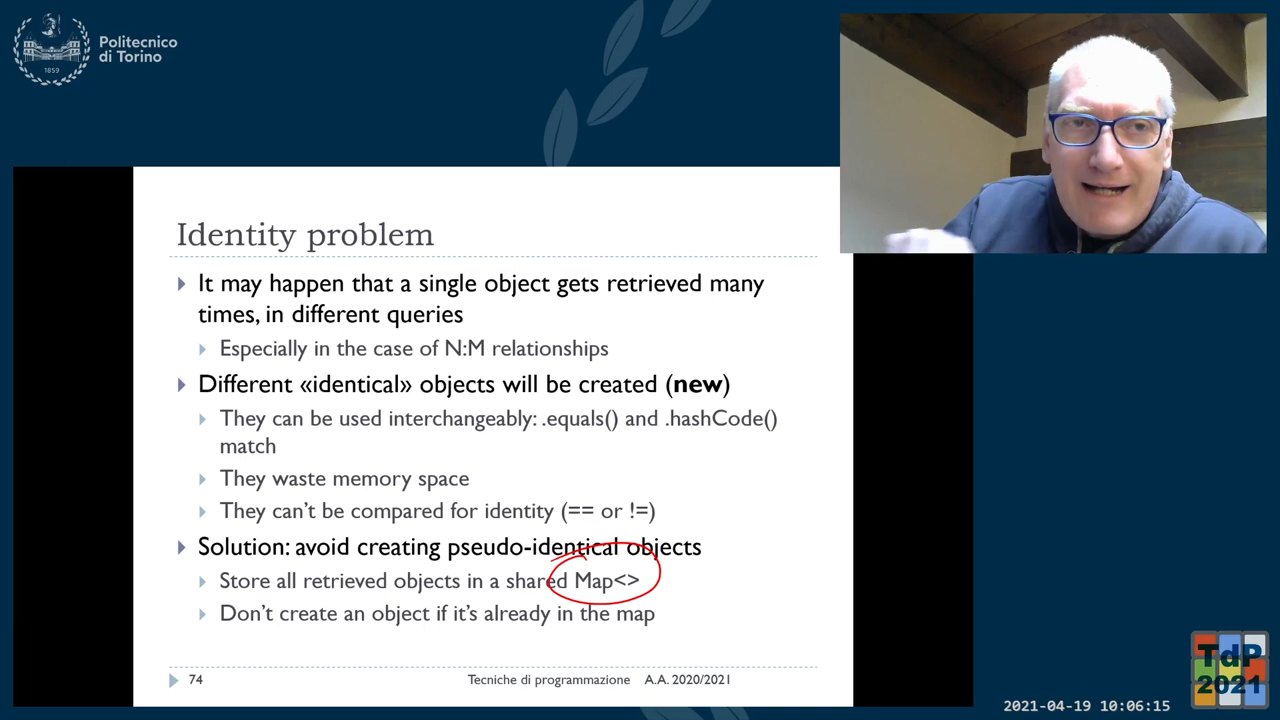 Politecnico
di Torino
1859
Identity problem
It may happen that a single object gets retrieved many
times, in different queries
Especially in the case of N:M relationships
Different «identical» objects will be created (new)
They can be used interchangeably: .equals() and .hashCode()
match
They waste memory space
They can't be compared for identity (== or !=)
Solution: avoid creating pseudo-identical objects
Store all retrieved objects in a shared Map<>
Don't create an object if it's already in the map
74
Tecniche di programmazione A.A. 2020/2021
TdP
2021
2021-04-19 10:06:15